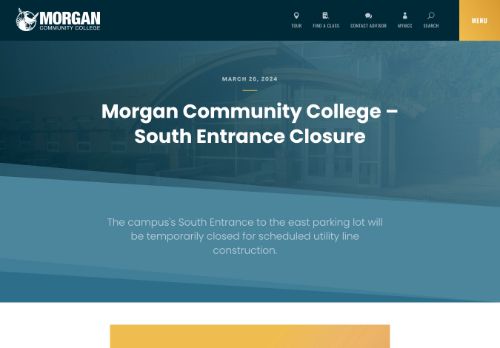 MORGAN
COMMUNITY COLLEGE
TOUR
FIND A CLASS
CONTACT ADVISOR
MYMCC
SEARCH
MENU
MARCH 26, 2024
Morgan Community College –
South Entrance Closure
The campus's South Entrance to the east parking lot will
be temporarily closed for scheduled utility line
construction.